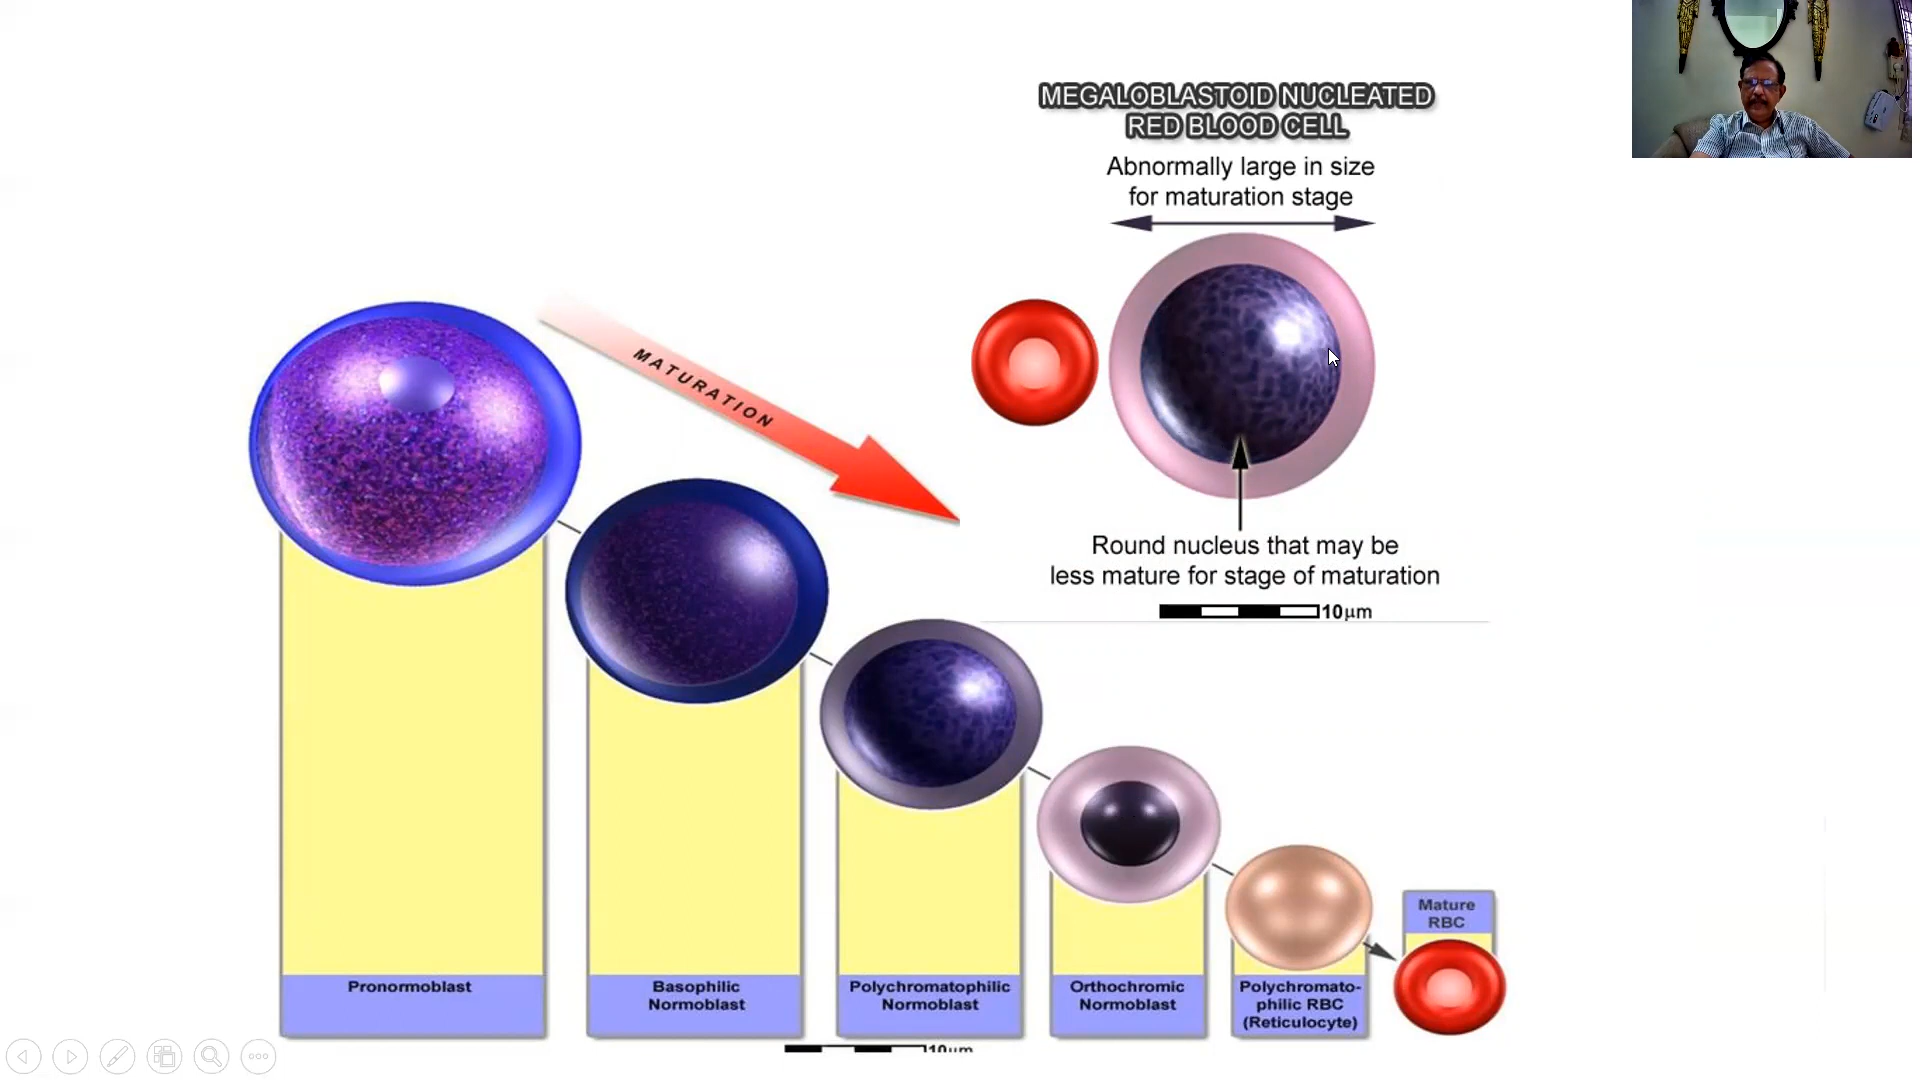 MEGALOBLASTOID NUCLEATED
RED BLOOD CELL
Abnormally large in size
for maturation stage
MATURATION
Round nucleus that may be
less mature for stage of maturation
10µm
Mature
RBC
Pronormoblast
Basophilic
Normoblast
Polychromatophilic
Normoblast
Orthochromic
Normoblast
Polychromato-
philic RBC
(Reticulocyte)
10µm